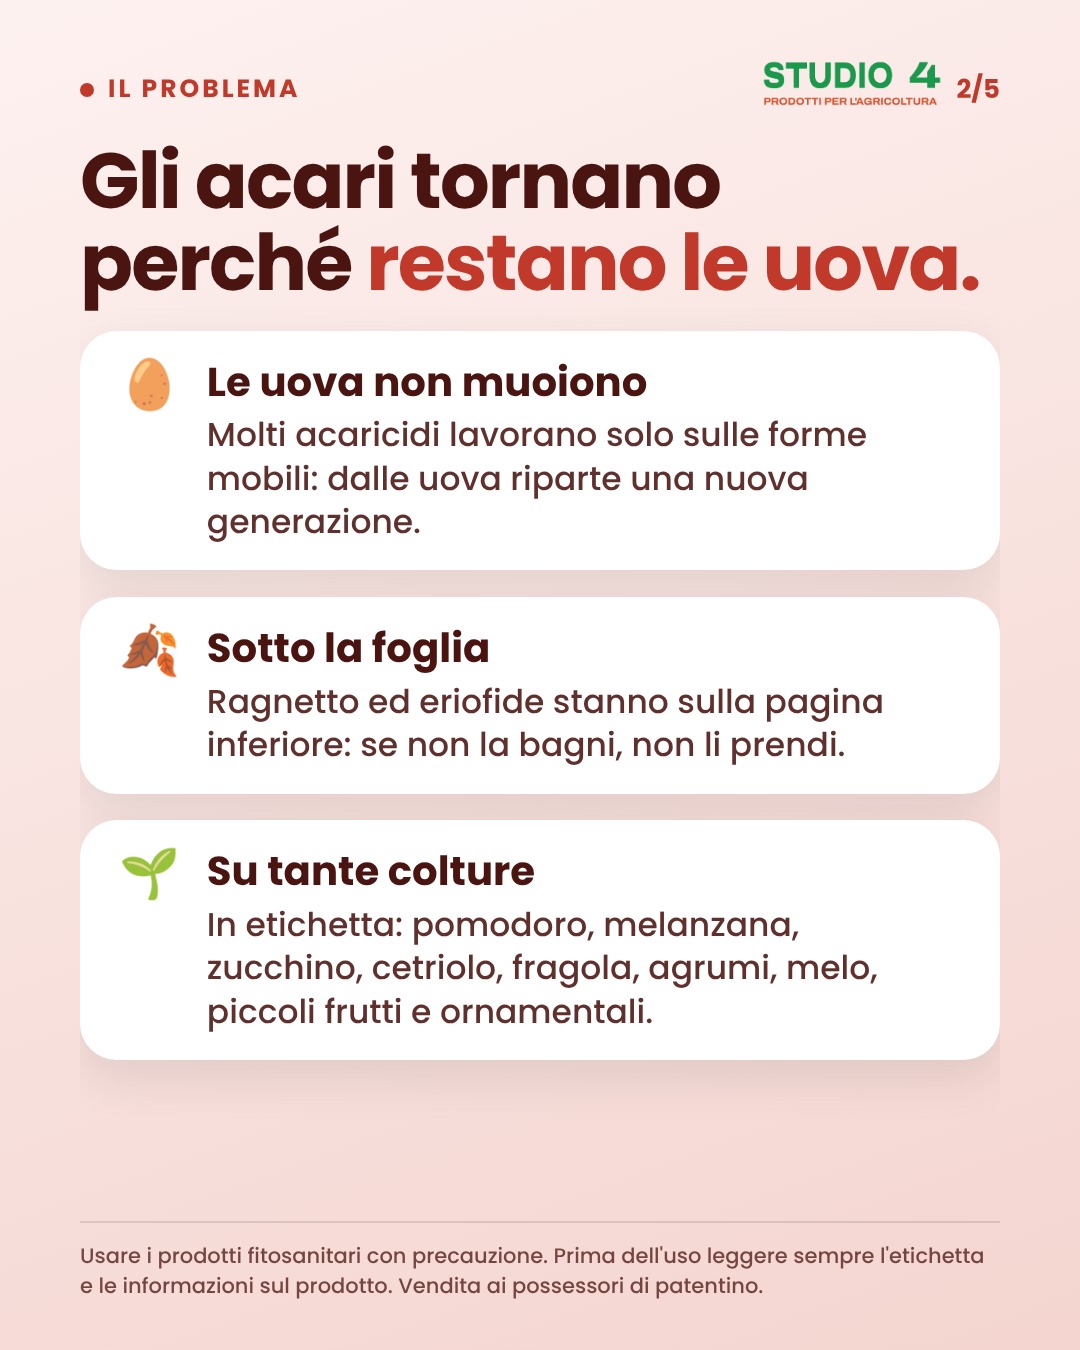 IL PROBLEMA
STUDIO 4
PRODOTTI PER L'AGRICOLTURA
2/5
Gli acari tornano
perché restano le uova.
Le uova non muoiono
Molti acaricidi lavorano solo sulle forme
mobili: dalle uova riparte una nuova
generazione.
Sotto la foglia
Ragnetto ed eriofide stanno sulla pagina
inferiore: se non la bagni, non li prendi.
Su tante colture
In etichetta: pomodoro, melanzana,
zucchino, cetriolo, fragola, agrumi, melo,
piccoli frutti e ornamentali.
Usare i prodotti fitosanitari con precauzione. Prima dell'uso leggere sempre l'etichetta
e le informazioni sul prodotto. Vendita ai possessori di patentino.